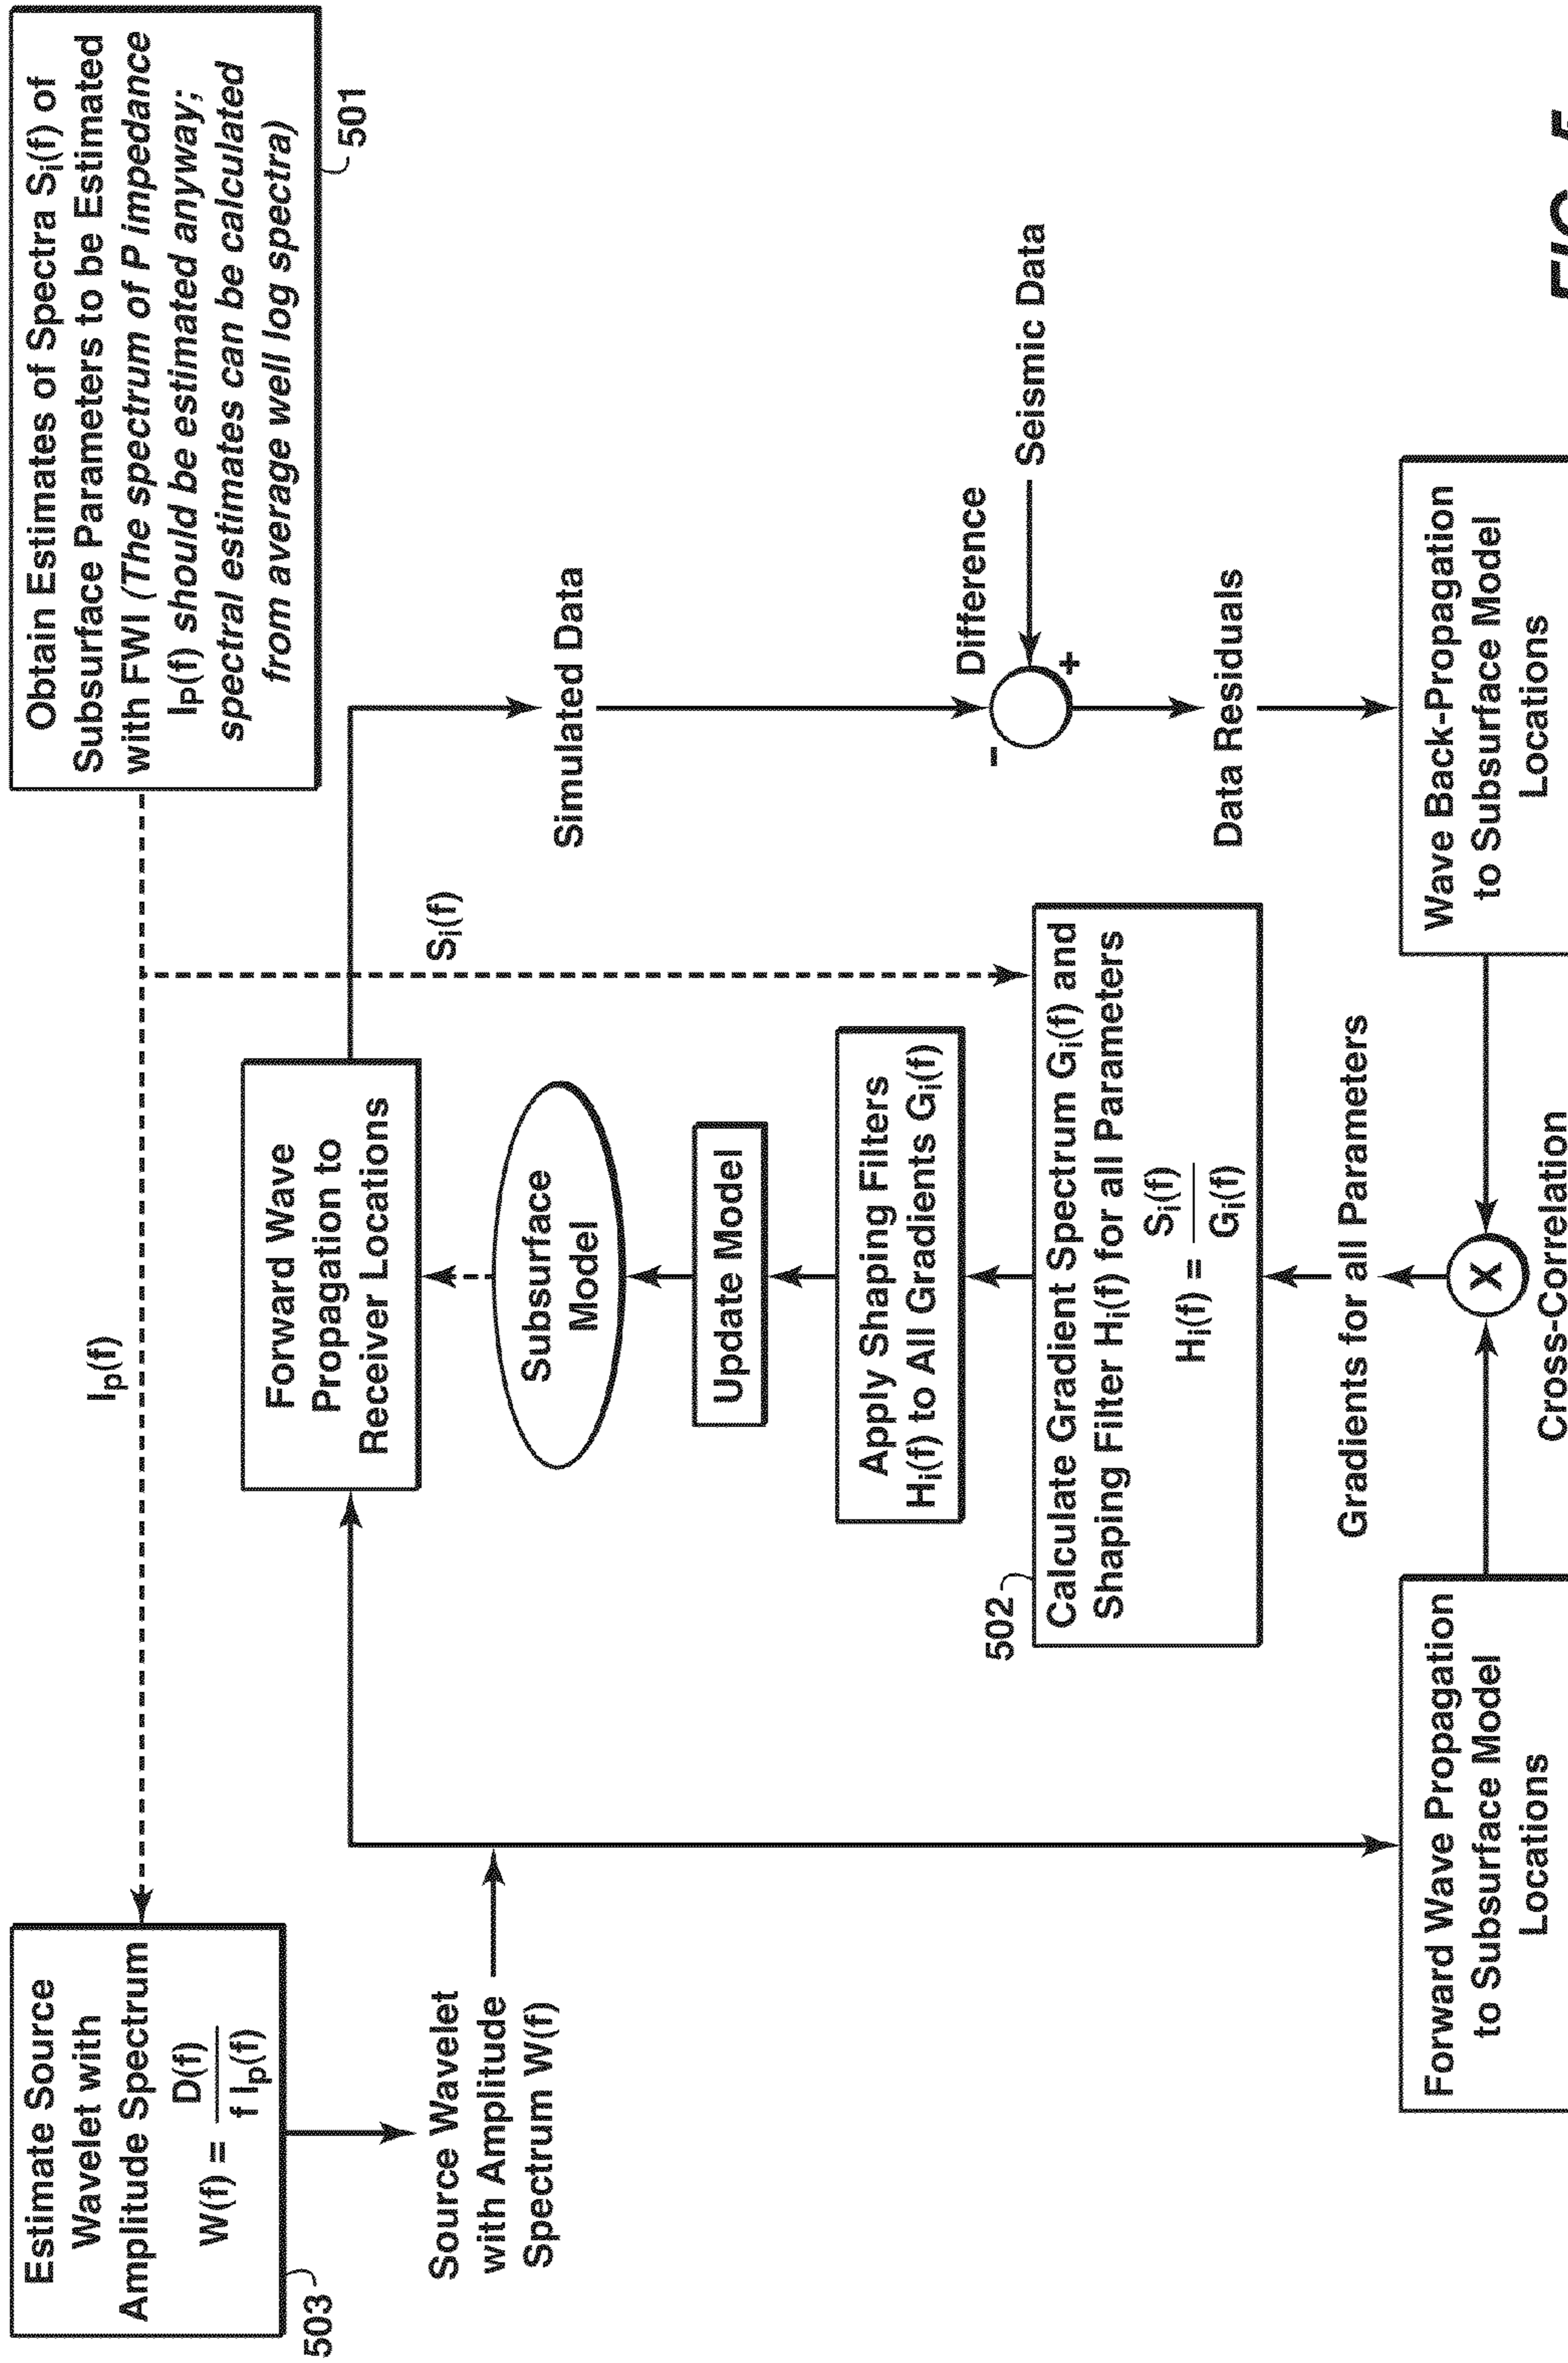 Estimate Source
Wavelet with
Amplitude Spectrum
W(f) = D(f) / f Ip(f)
503
Source Wavelet
with Amplitude
Spectrum W(f)
Ip(f)
Obtain Estimates of Spectra Si(f) of
Subsurface Parameters to be Estimated
with FWI (The spectrum of P impedance
IP(f) should be estimated anyway;
spectral estimates can be calculated
from average well log spectra)
501
Forward Wave
Propagation to
Receiver Locations
Si(f)
Subsurface
Model
Simulated Data
Update Model
Apply Shaping Filters
Hi(f) to All Gradients Gi(f)
Difference
Seismic Data
−
+
502
Calculate Gradient Spectrum Gi(f) and
Shaping Filter Hi(f) for all Parameters
Hi(f) = Si(f) / Gi(f)
Data Residuals
Gradients for all Parameters
Forward Wave Propagation
to Subsurface Model
Locations
X
Cross-Correlation
Wave Back-Propagation
to Subsurface Model
Locations